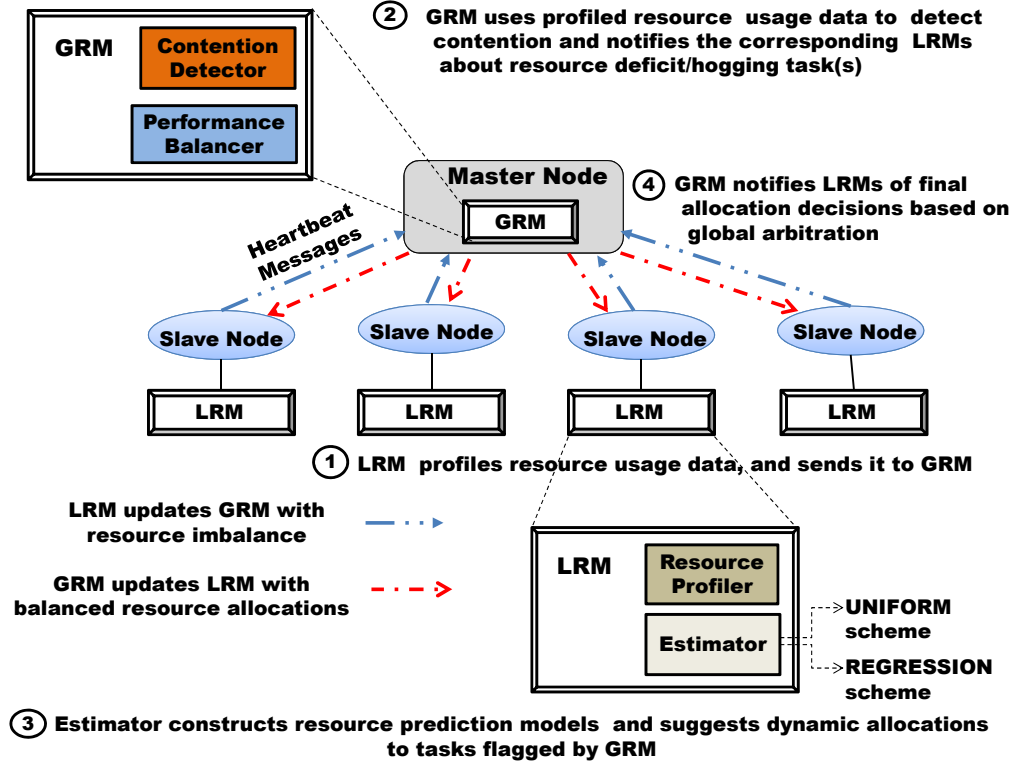 GRM
Contention
Detector
Performance
Balancer
2 GRM uses profiled resource usage data to detect
contention and notifies the corresponding LRMs
about resource deficit/hogging task(s)
Master Node
GRM
4 GRM notifies LRMs of final
allocation decisions based on
global arbitration
Heartbeat
Messages
Slave Node
Slave Node
Slave Node
Slave Node
LRM
LRM
LRM
LRM
1 LRM profiles resource usage data, and sends it to GRM
LRM updates GRM with
resource imbalance
GRM updates LRM with
balanced resource allocations
LRM
Resource
Profiler
Estimator
UNIFORM
scheme
REGRESSION
scheme
3 Estimator constructs resource prediction models and suggests dynamic allocations
to tasks flagged by GRM